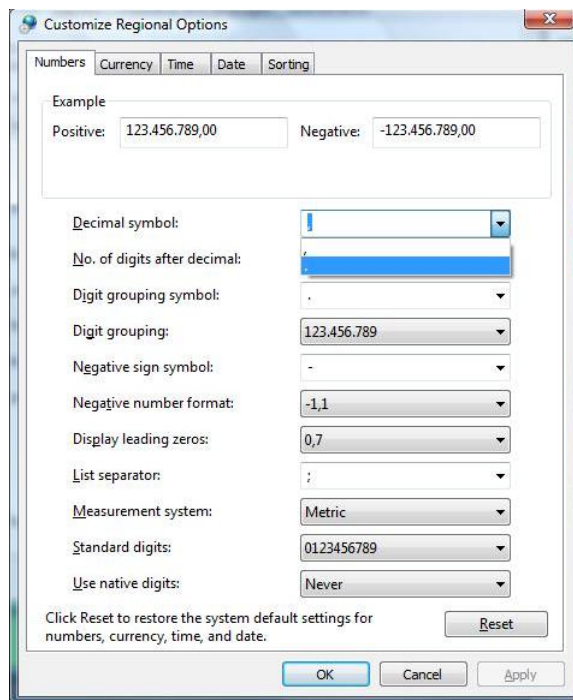 Customize Regional Options
Numbers Currency Time Date Sorting
Example
Positive: 123.456.789,00 Negative: -123.456.789,00
Decimal symbol: ,
,
.
No. of digits after decimal:
Digit grouping symbol: .
Digit grouping: 123.456.789
Negative sign symbol: -
Negative number format: -1,1
Display leading zeros: 0,7
List separator: ;
Measurement system: Metric
Standard digits: 0123456789
Use native digits: Never
Click Reset to restore the system default settings for
numbers, currency, time, and date.
Reset
OK Cancel Apply